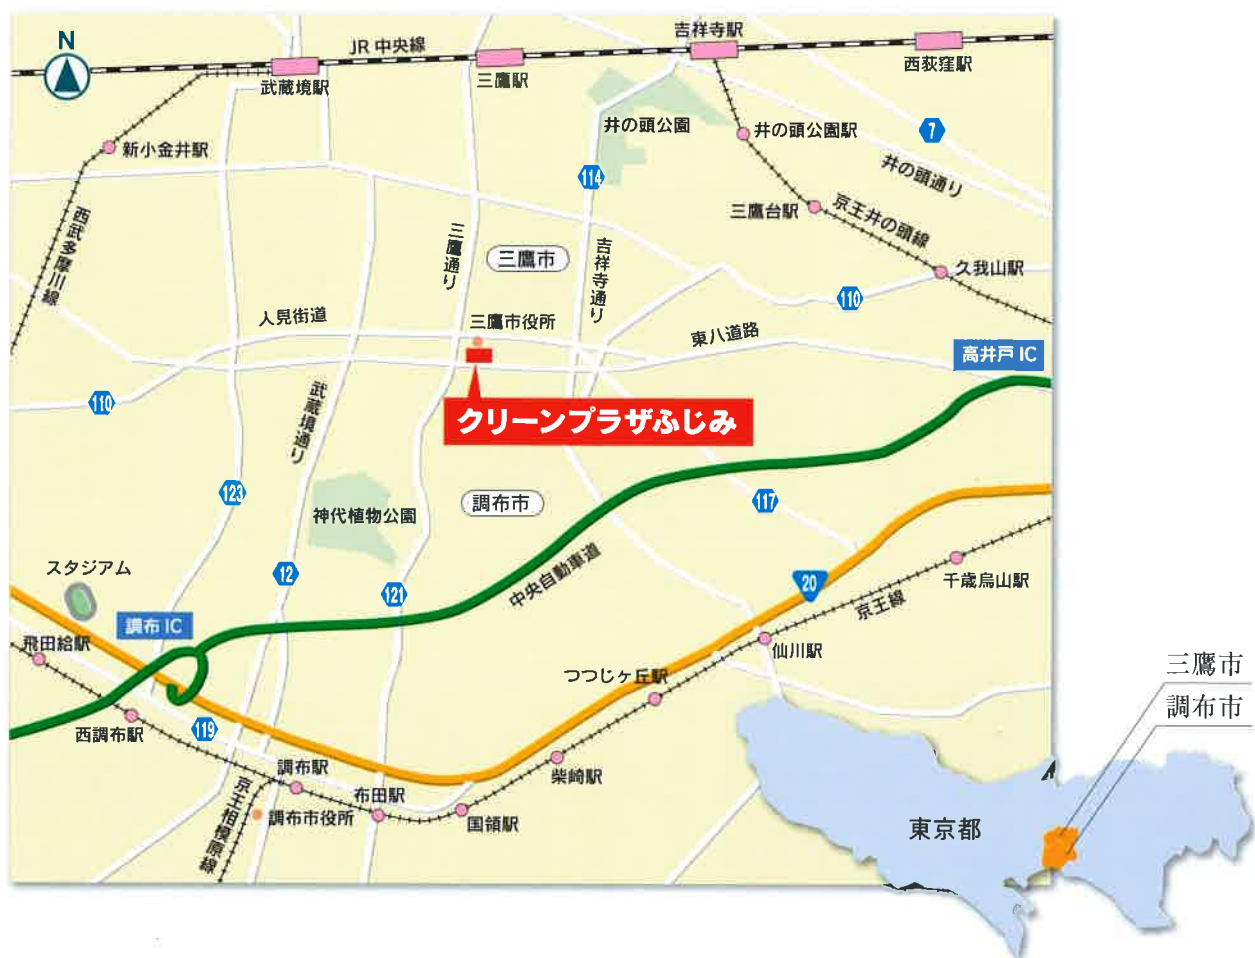 N
JR 中央線
吉祥寺駅
西荻窪駅
武蔵境駅
三鷹駅
新小金井駅
井の頭公園
井の頭公園駅
7
井の頭通り
114
三鷹台駅
京王井の頭線
西武多摩川線
三鷹通り
三鷹市
吉祥寺通り
久我山駅
110
人見街道
三鷹市役所
東八道路
高井戸 IC
110
武蔵境通り
クリーンプラザふじみ
123
神代植物公園
調布市
117
スタジアム
12
121
中央自動車道
20
千歳烏山駅
京王線
調布 IC
飛田給駅
仙川駅
つつじヶ丘駅
119
西調布駅
調布駅
布田駅
柴崎駅
京王相模原線
調布市役所
国領駅
三鷹市
調布市
東京都